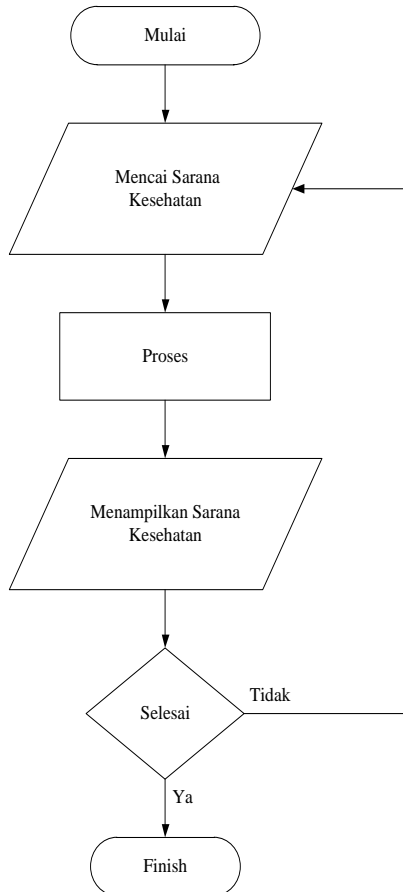 Mulai
Mencai Sarana
Kesehatan
Proses
Menampilkan Sarana
Kesehatan
Selesai
Tidak
Ya
Finish